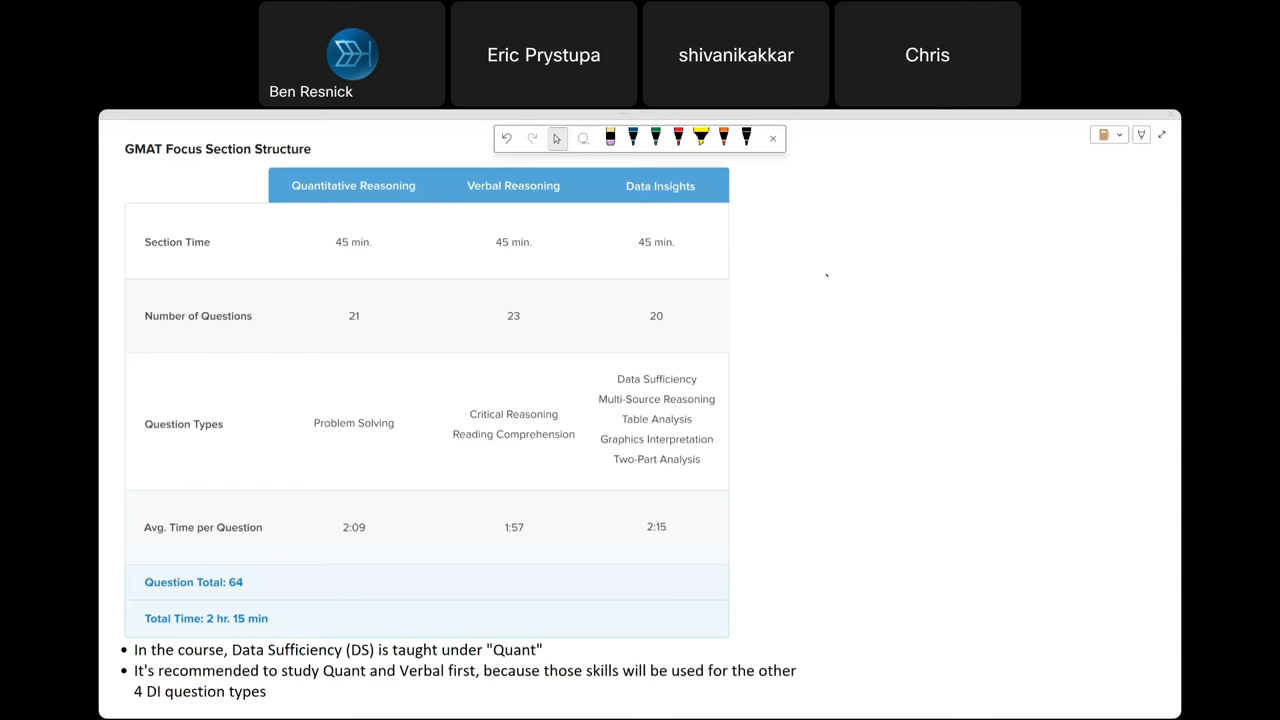 Ben Resnick
Eric Prystupa
shivanikakkar
Chris
GMAT Focus Section Structure
Quantitative Reasoning Verbal Reasoning Data Insights
Section Time 45 min. 45 min. 45 min.
Number of Questions 21 23 20
Question Types
Problem Solving
Critical Reasoning
Reading Comprehension
Data Sufficiency
Multi-Source Reasoning
Table Analysis
Graphics Interpretation
Two-Part Analysis
Avg. Time per Question 2:09 1:57 2:15
Question Total: 64
Total Time: 2 hr. 15 min
• In the course, Data Sufficiency (DS) is taught under "Quant"
• It's recommended to study Quant and Verbal first, because those skills will be used for the other
4 DI question types